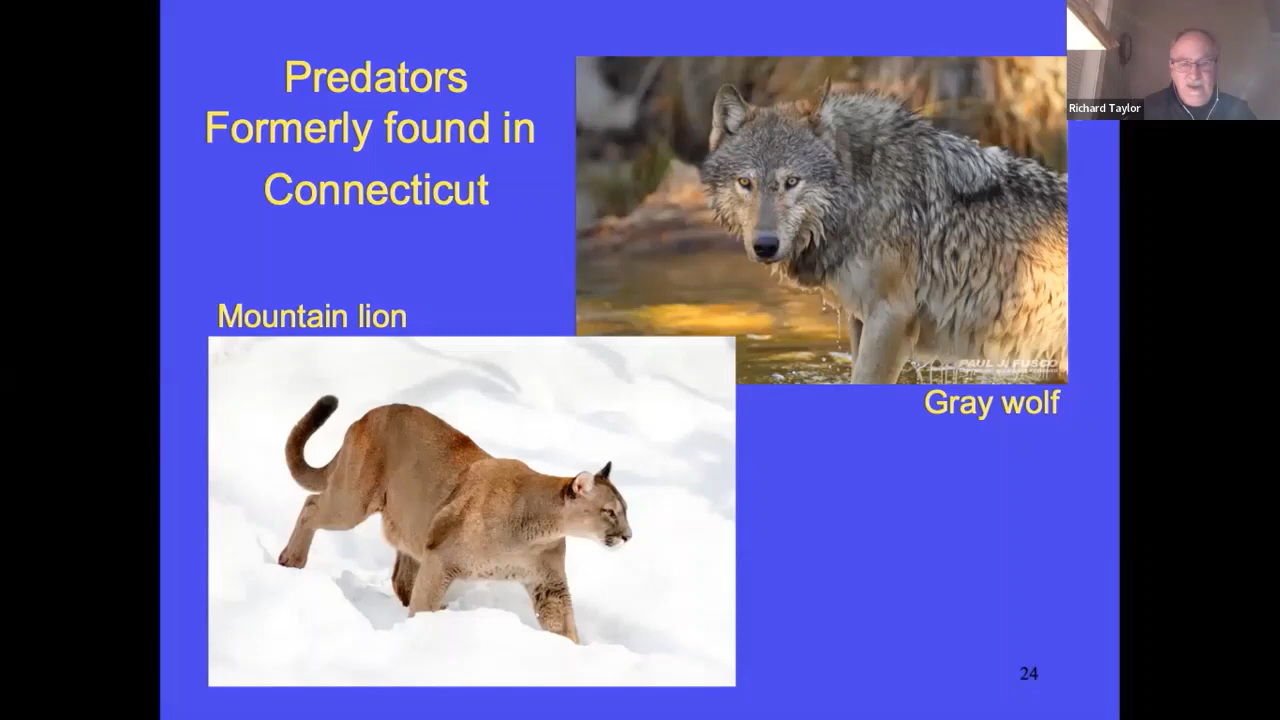 Predators
Formerly found in
Connecticut
Richard Taylor
Mountain lion
PAUL J. FUSCO
Gray wolf
24